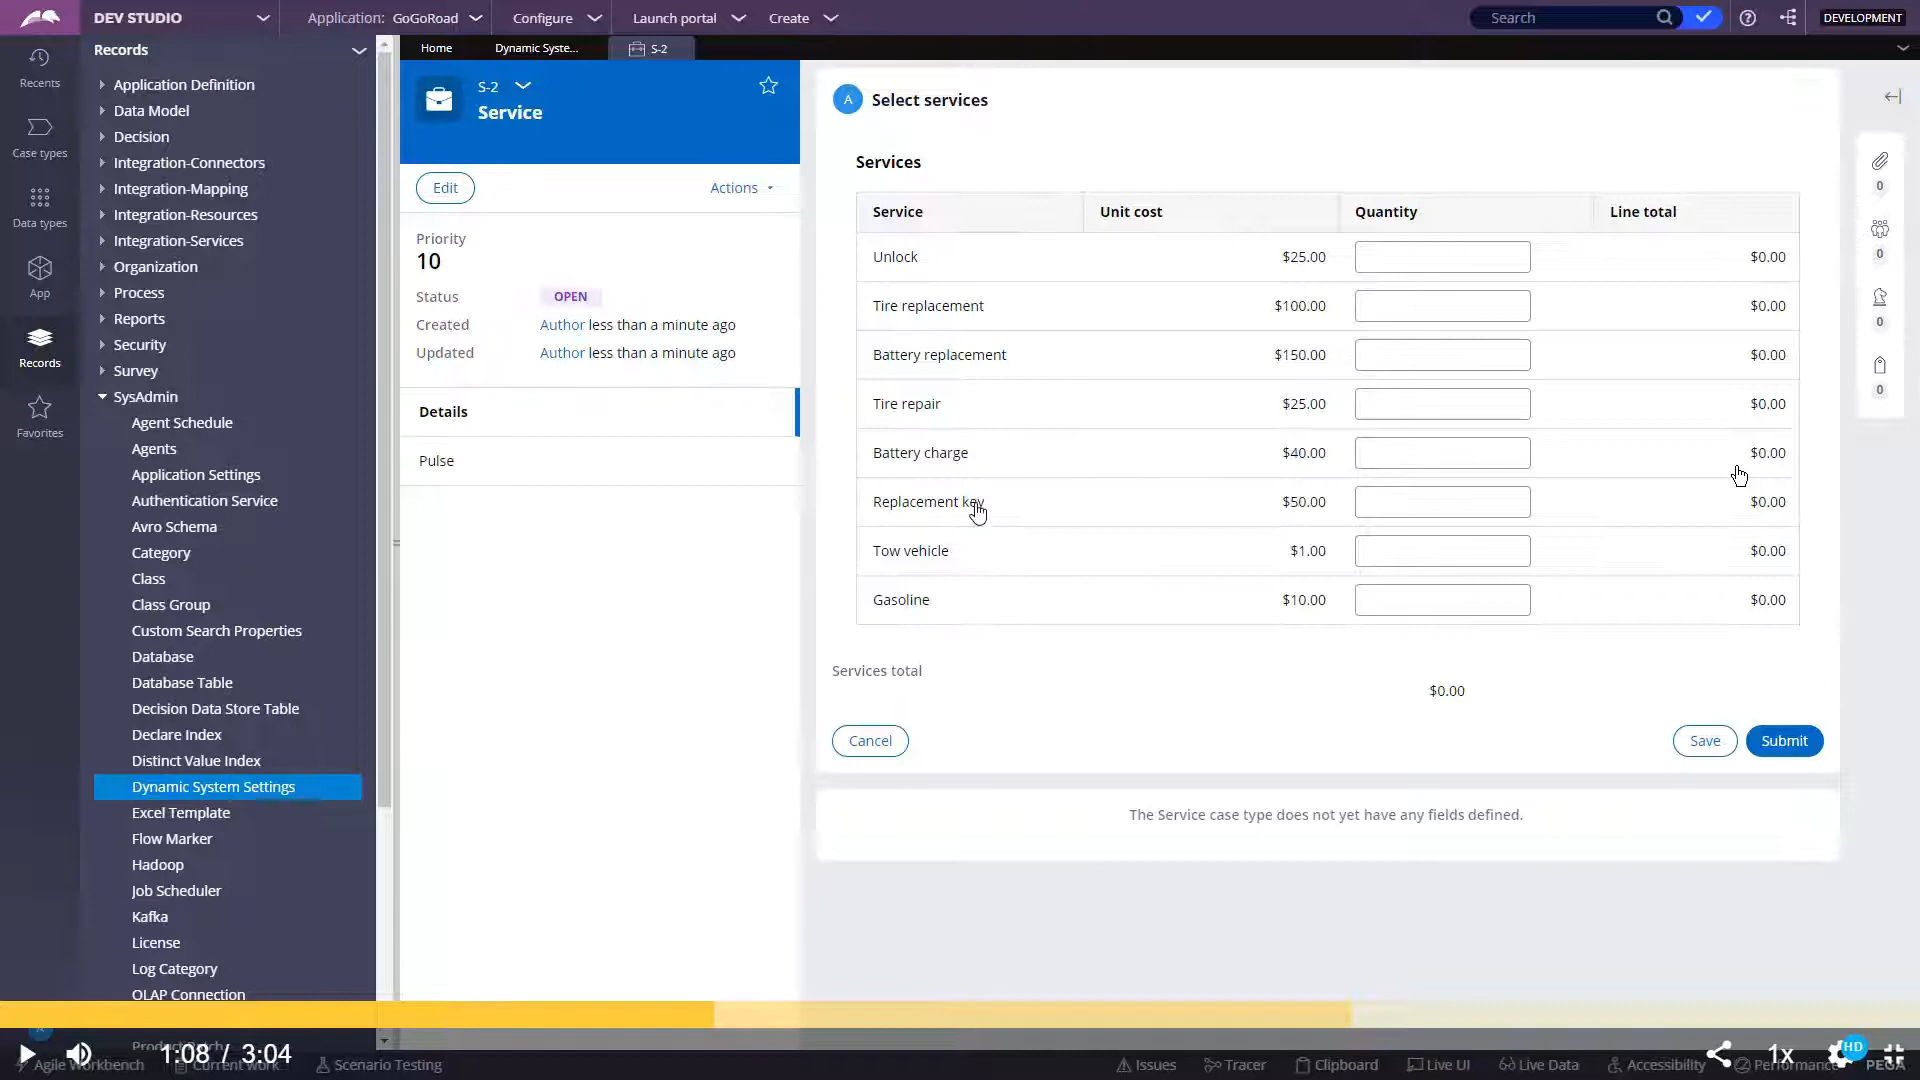 DEV STUDIO
Application: GoGoRoad
Configure
Launch portal
Create
Search
DEVELOPMENT
Recents
Case types
Data types
App
Records
Favorites
Records
Application Definition
Data Model
Decision
Integration-Connectors
Integration-Mapping
Integration-Resources
Integration-Services
Organization
Process
Reports
Security
Survey
SysAdmin
Agent Schedule
Agents
Application Settings
Authentication Service
Avro Schema
Category
Class
Class Group
Custom Search Properties
Database
Database Table
Decision Data Store Table
Declare Index
Distinct Value Index
Dynamic System Settings
Excel Template
Flow Marker
Hadoop
Job Scheduler
Kafka
License
Log Category
OLAP Connection
Home
Dynamic Syste...
S-2
S-2
Service
Edit
Actions
Priority
10
Status OPEN
Created Author less than a minute ago
Updated Author less than a minute ago
Details
Pulse
A Select services
Services
Service Unit cost Quantity Line total
Unlock $25.00 $0.00
Tire replacement $100.00 $0.00
Battery replacement $150.00 $0.00
Tire repair $25.00 $0.00
Battery charge $40.00 $0.00
Replacement key $50.00 $0.00
Tow vehicle $1.00 $0.00
Gasoline $10.00 $0.00
Services total
$0.00
Cancel
Save
Submit
The Service case type does not yet have any fields defined.
0
0
0
0
1:08 / 3:04
1x
HD
Agile Workbench
Current work
Scenario Testing
Issues
Tracer
Clipboard
Live UI
Live Data
Accessibility
Performance
PEGA